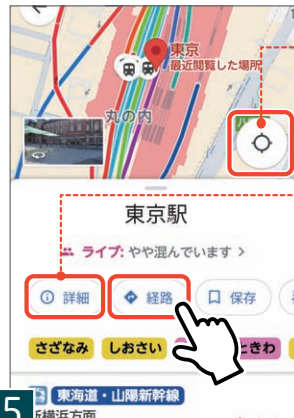 東京
最近閲覧した場所
丸の内
東京駅
ライブ: やや混んでいます >
詳細
経路
保存
さざなみ
しおさい
ときわ
東海道・山陽新幹線
新横浜方面
5